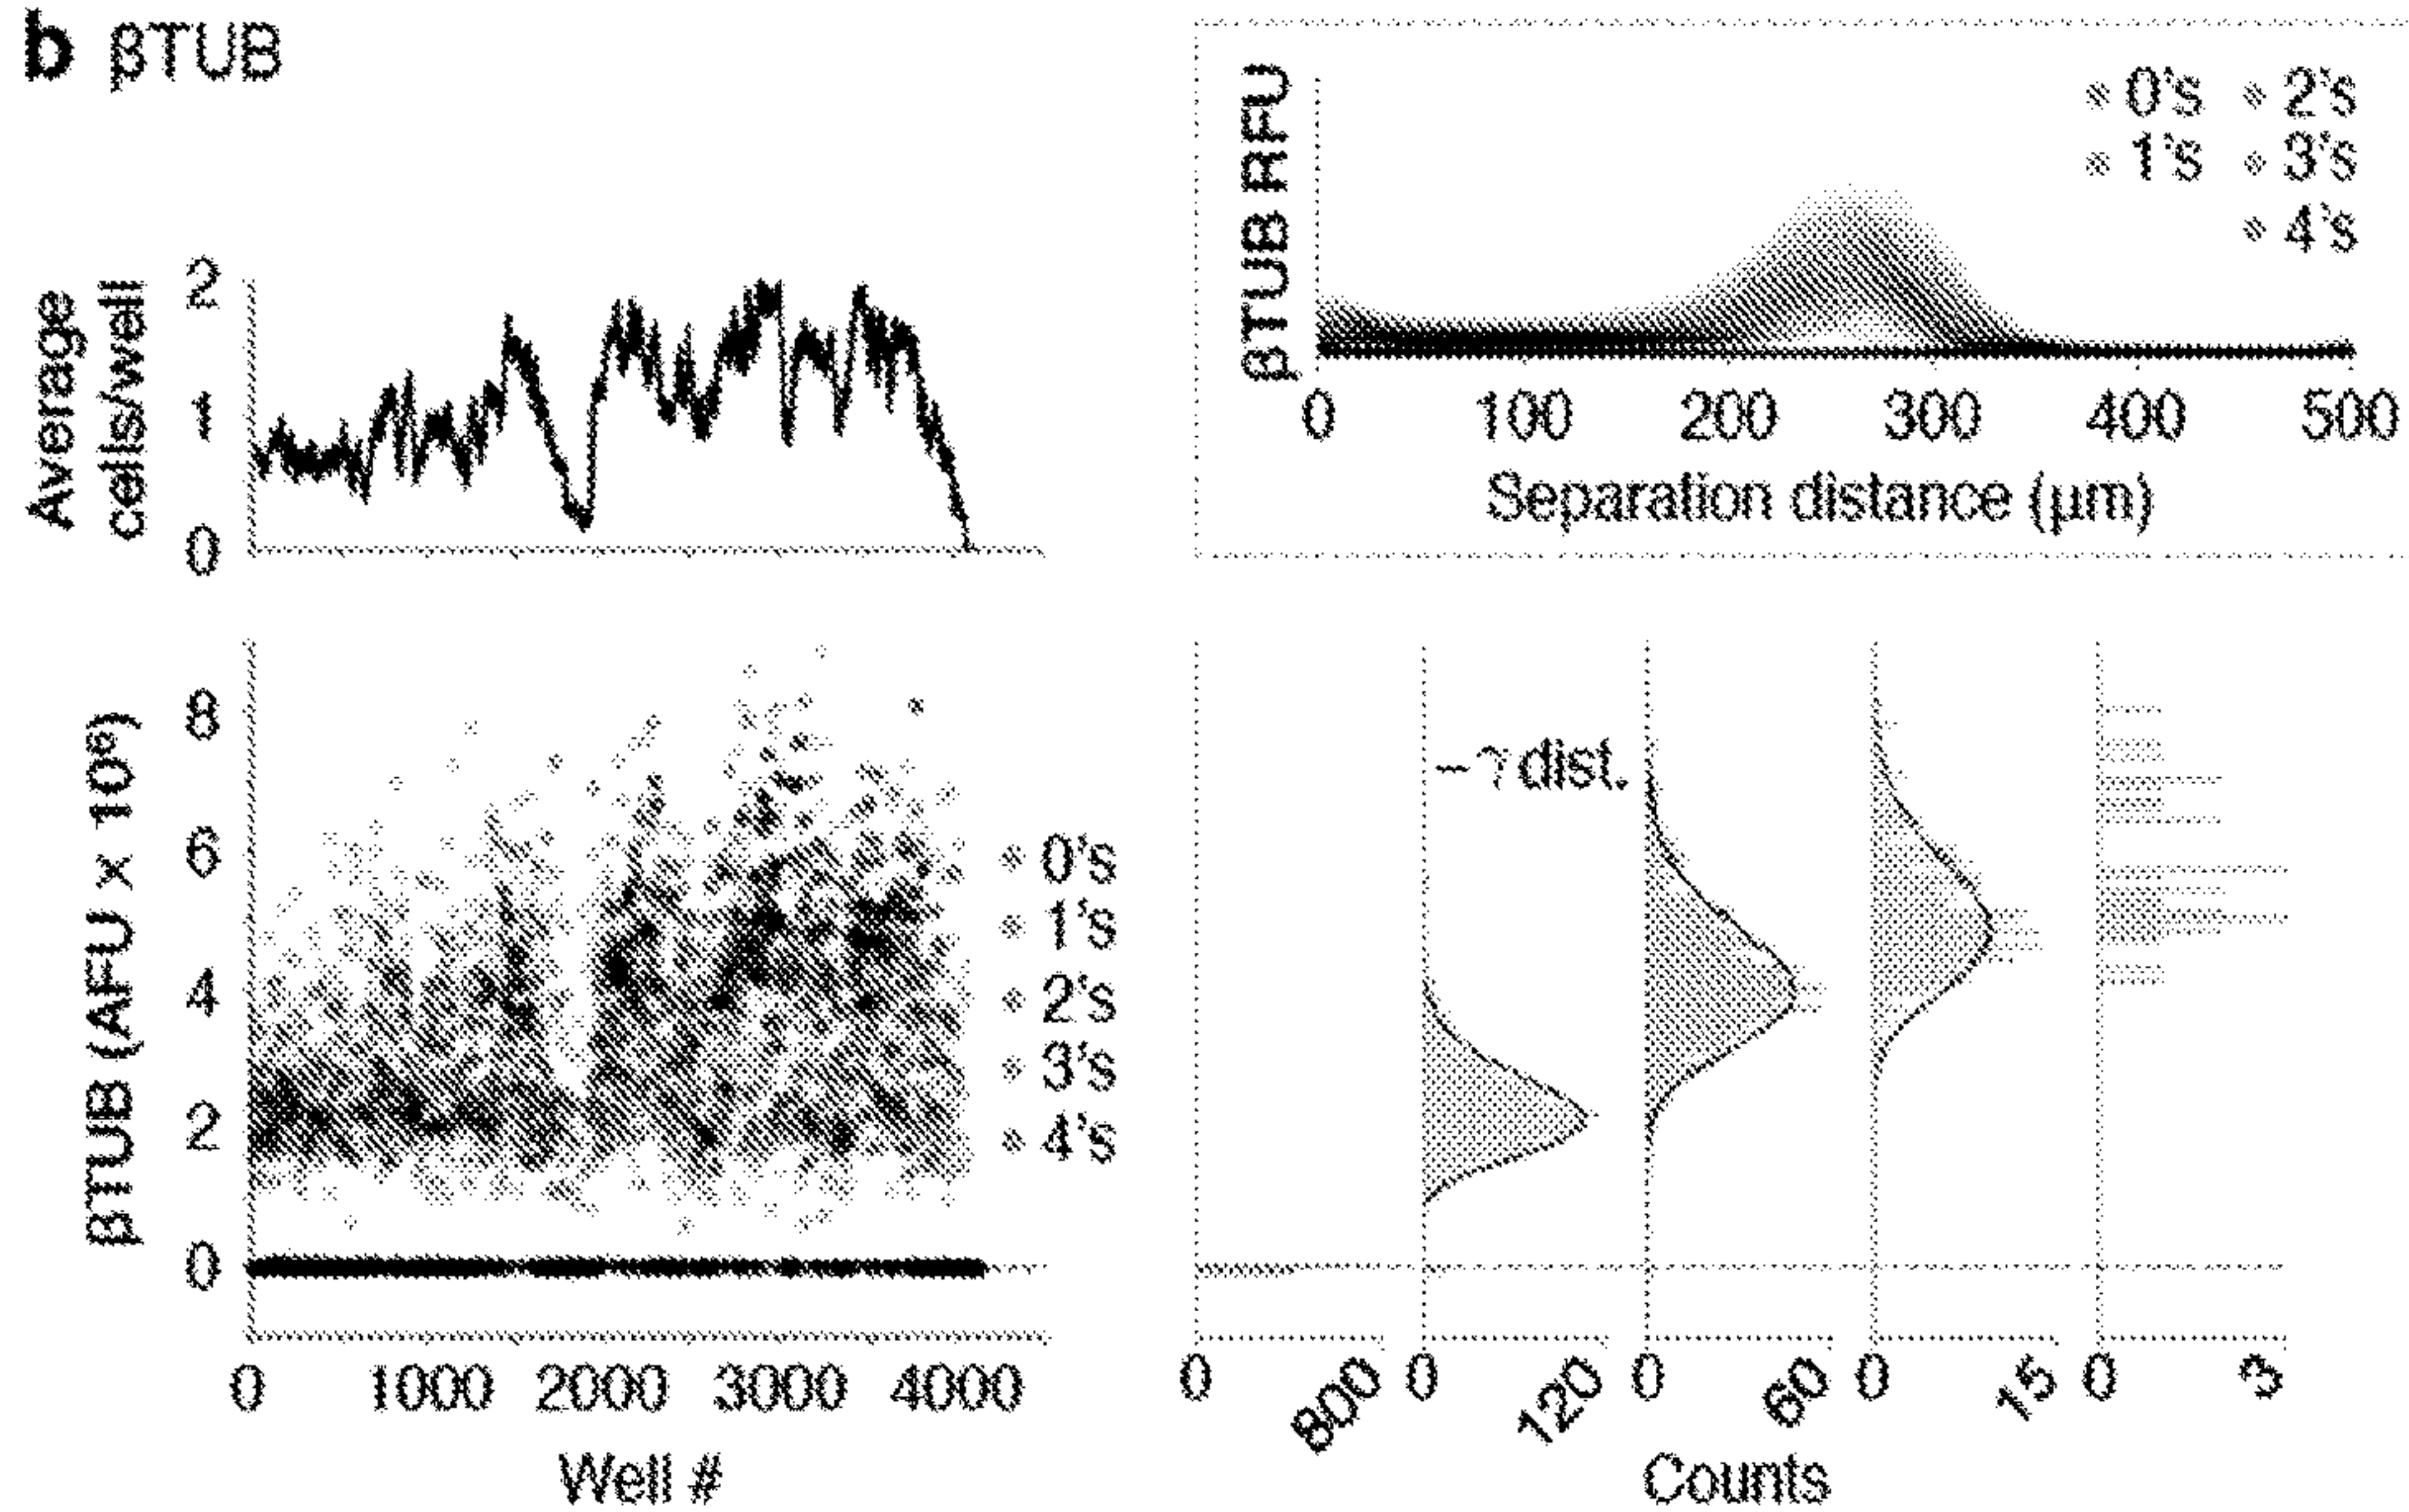 b βTUB
Average
cells/well
2
1
0
βTUB RFU
0's 2's
1's 3's
4's
0 100 200 300 400 500
Separation distance (µm)
βTUB (AFU x 10⁶)
8
6
4
2
0
0's
1's
2's
3's
4's
0 1000 2000 3000 4000
Well #
– γ dist.
0 800 0 120 0 60 0 15 0 3
Counts